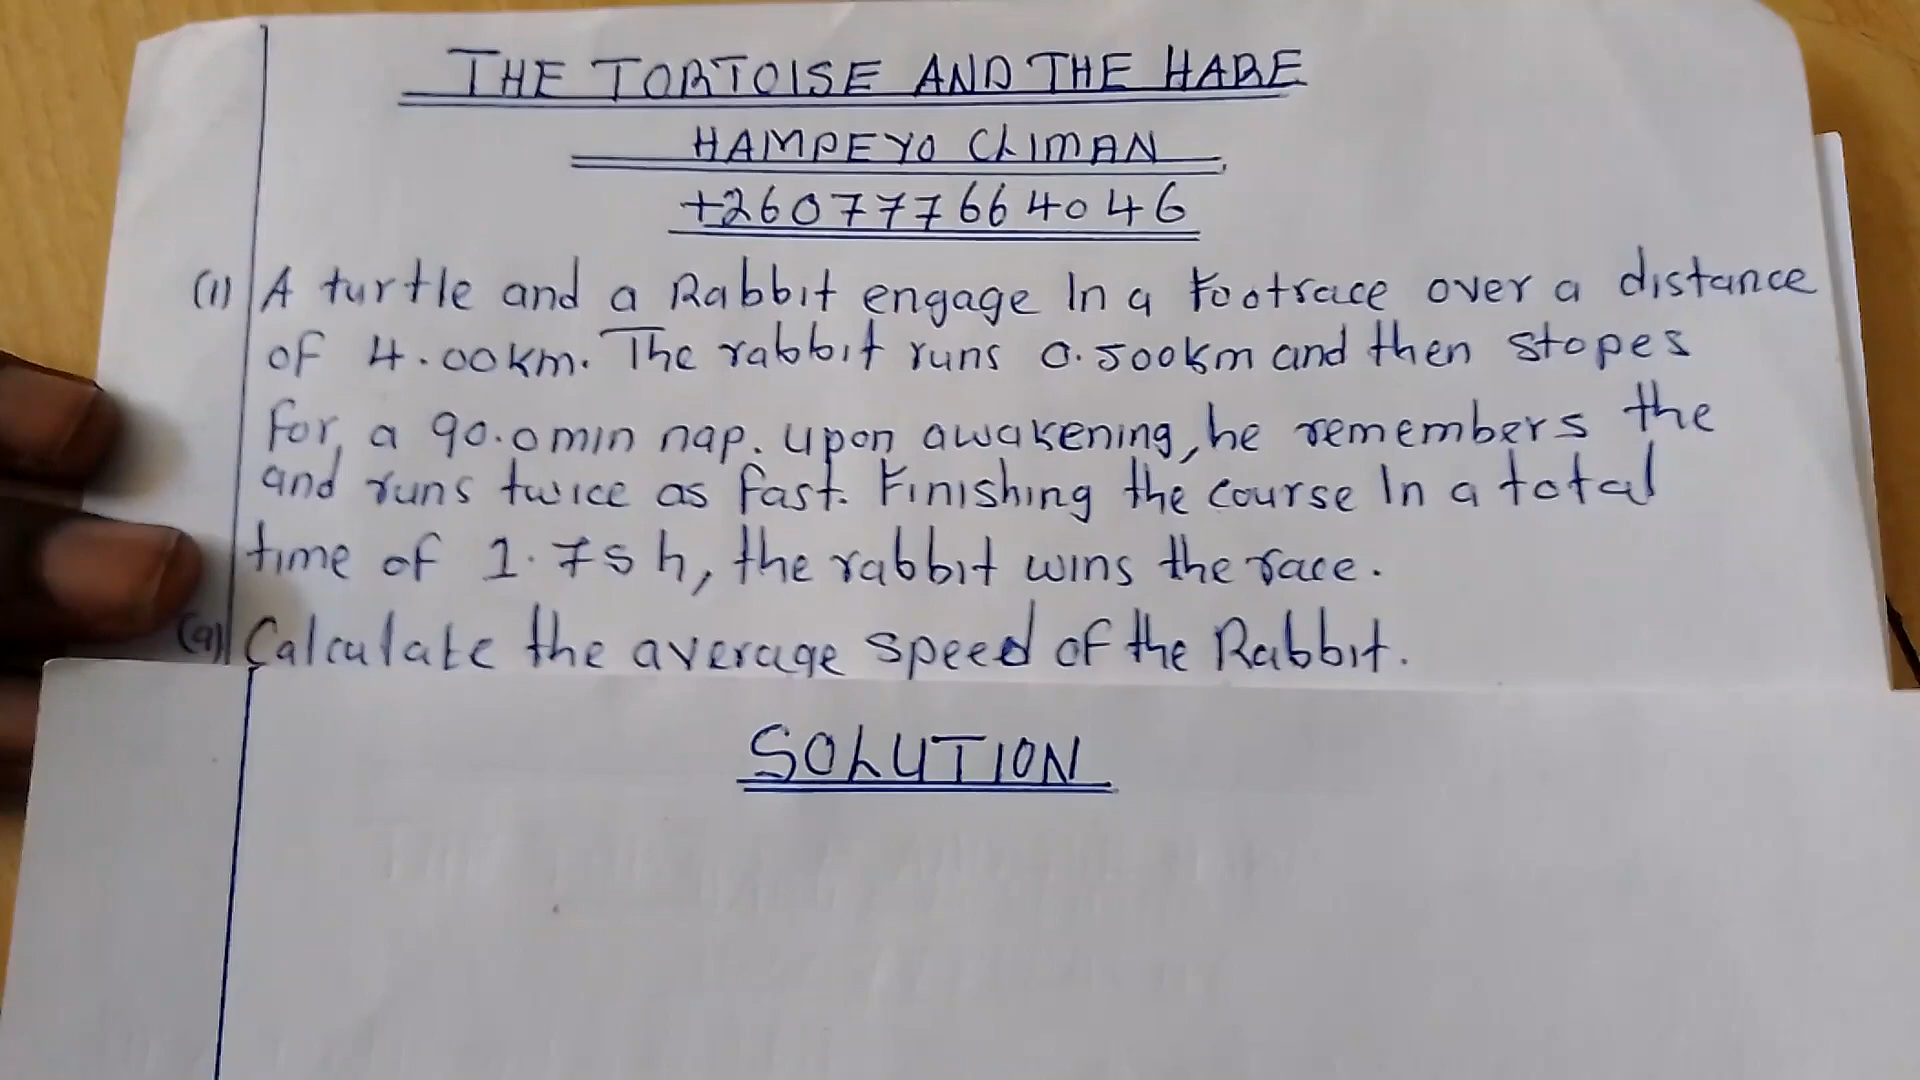 THE TORTOISE AND THE HARE
HAMPEYO CLIMAN
+260777664046
(1) A turtle and a Rabbit engage In a Footrace over a distance
of 4.00km. The rabbit runs 0.500km and then stopes
for a 90.0min nap. Upon awakening, he remembers the
and runs twice as fast. Finishing the course In a total
time of 1.75 h, the rabbit wins the race.
(a) Calculate the average speed of the Rabbit.
SOLUTION